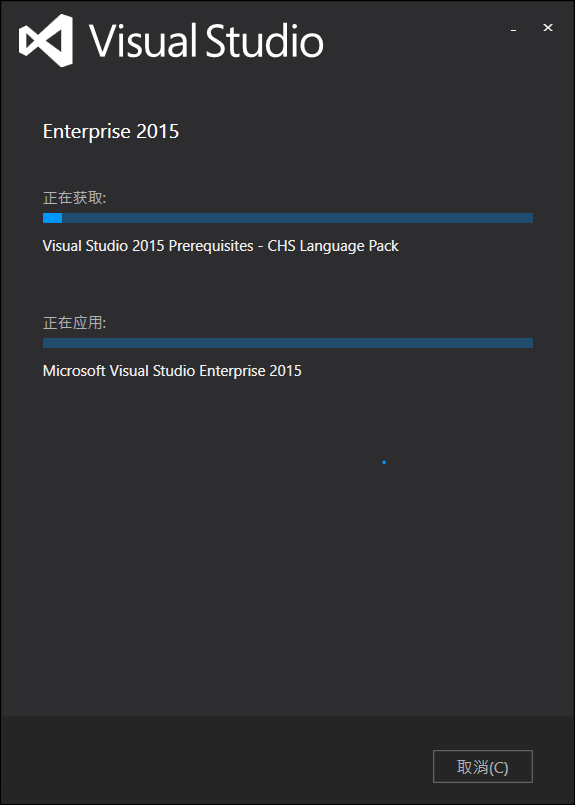 Visual Studio
Enterprise 2015
正在获取:
Visual Studio 2015 Prerequisites - CHS Language Pack
正在应用:
Microsoft Visual Studio Enterprise 2015
取消(C)